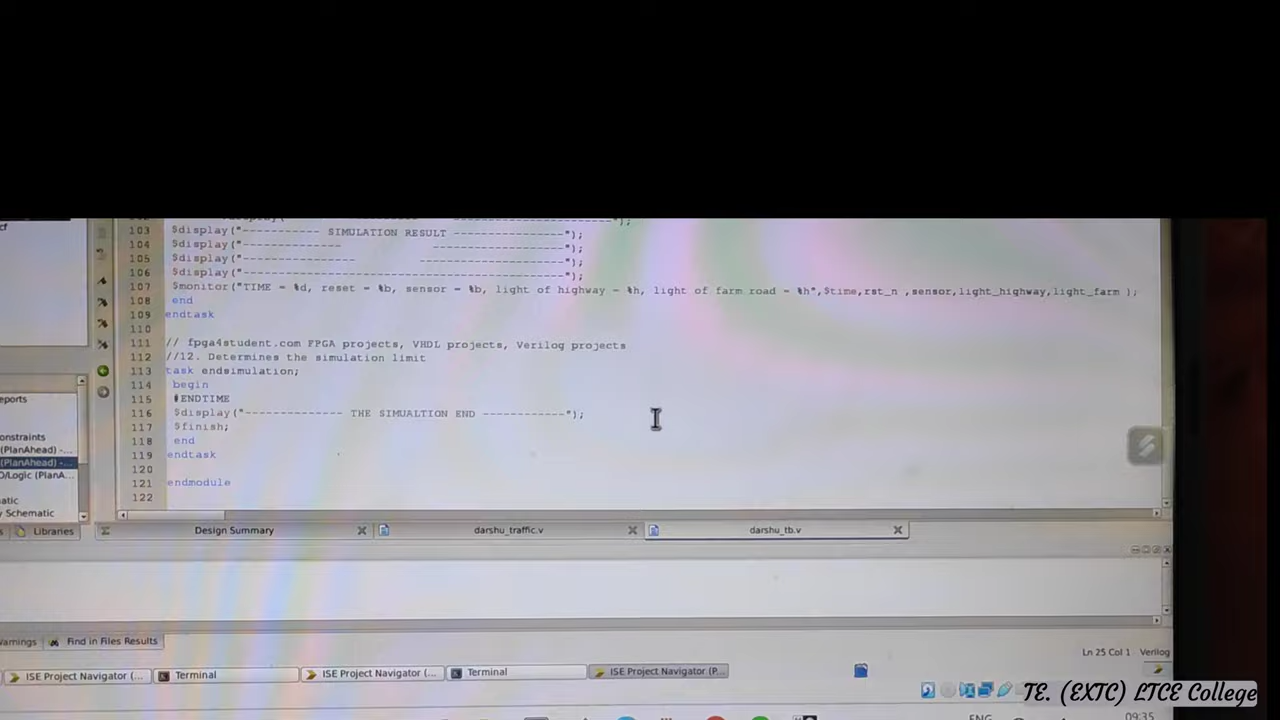 cf
103 $display("------------ SIMULATION RESULT -----------------");
104 $display("--------------- -----------------");
105 $display("----------------- ----------------------");
106 $display("--------------------------------------------------");
107 $monitor("TIME = %d, reset = %b, sensor = %b, light of highway = %h, light of farm road = %h",$time,rst_n ,sensor,light_highway,light_farm );
108 end
109 endtask
110
111 // fpga4student.com FPGA projects, VHDL projects, Verilog projects
112 //12. Determines the simulation limit
113 task endsimulation;
114 begin
115 #ENDTIME
116 $display("-------------- THE SIMUALTION END ------------");
117 $finish;
118 end
119 endtask
120
121 endmodule
122
eports
onstraints
(PlanAhead) -...
(PlanAhead) -...
O/Logic (PlanA...
atic
y Schematic
s Libraries
Design Summary
darshu_traffic.v
darshu_tb.v
Warnings Find in Files Results
Ln 25 Col 1 Verilog
ISE Project Navigator (... Terminal ISE Project Navigator (... Terminal ISE Project Navigator (P...
TE. (EXTC) LTCE College
ENG 09:35